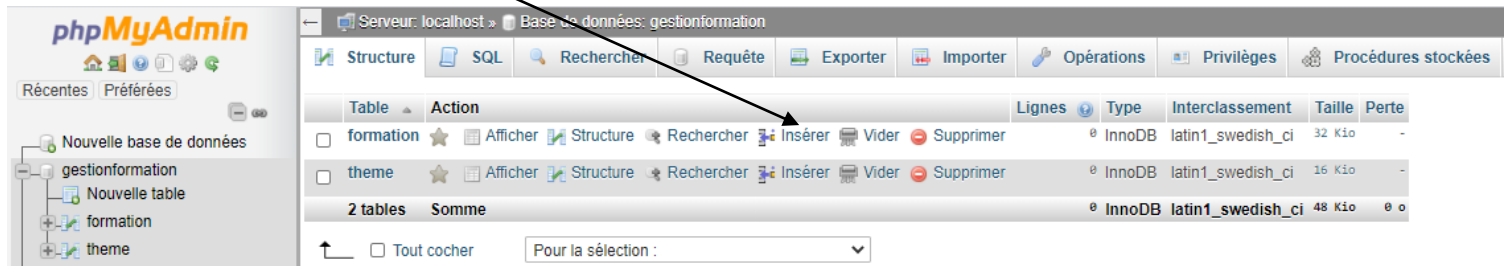 phpMyAdmin
Récentes Préférées
Nouvelle base de données
gestionformation
Nouvelle table
formation
theme
Serveur: localhost » Base de données: gestionformation
Structure SQL Rechercher Requête Exporter Importer Opérations Privilèges Procédures stockées
Table Action Lignes Type Interclassement Taille Perte
formation Afficher Structure Rechercher Insérer Vider Supprimer 0 InnoDB latin1_swedish_ci 32 Kio -
theme Afficher Structure Rechercher Insérer Vider Supprimer 0 InnoDB latin1_swedish_ci 16 Kio -
2 tables Somme 0 InnoDB latin1_swedish_ci 48 Kio 0 o
Tout cocher Pour la sélection :